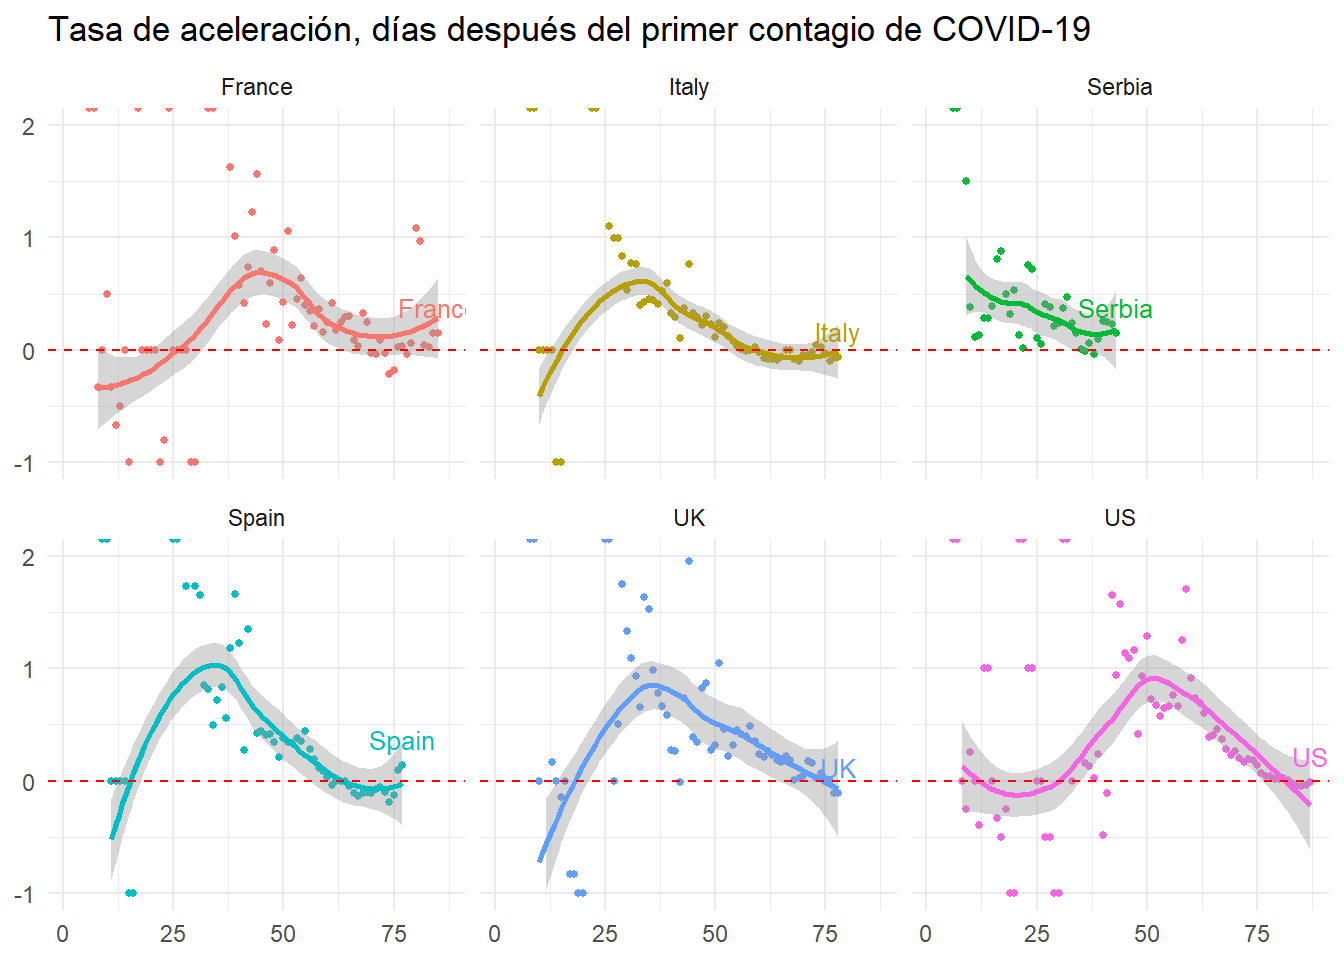 Tasa de aceleración, días después del primer contagio de COVID-19
France Italy Serbia
2
1
0
-1
France
Italy
Serbia
Spain UK US
2
1
0
-1
Spain
UK
US
0 25 50 75 0 25 50 75 0 25 50 75